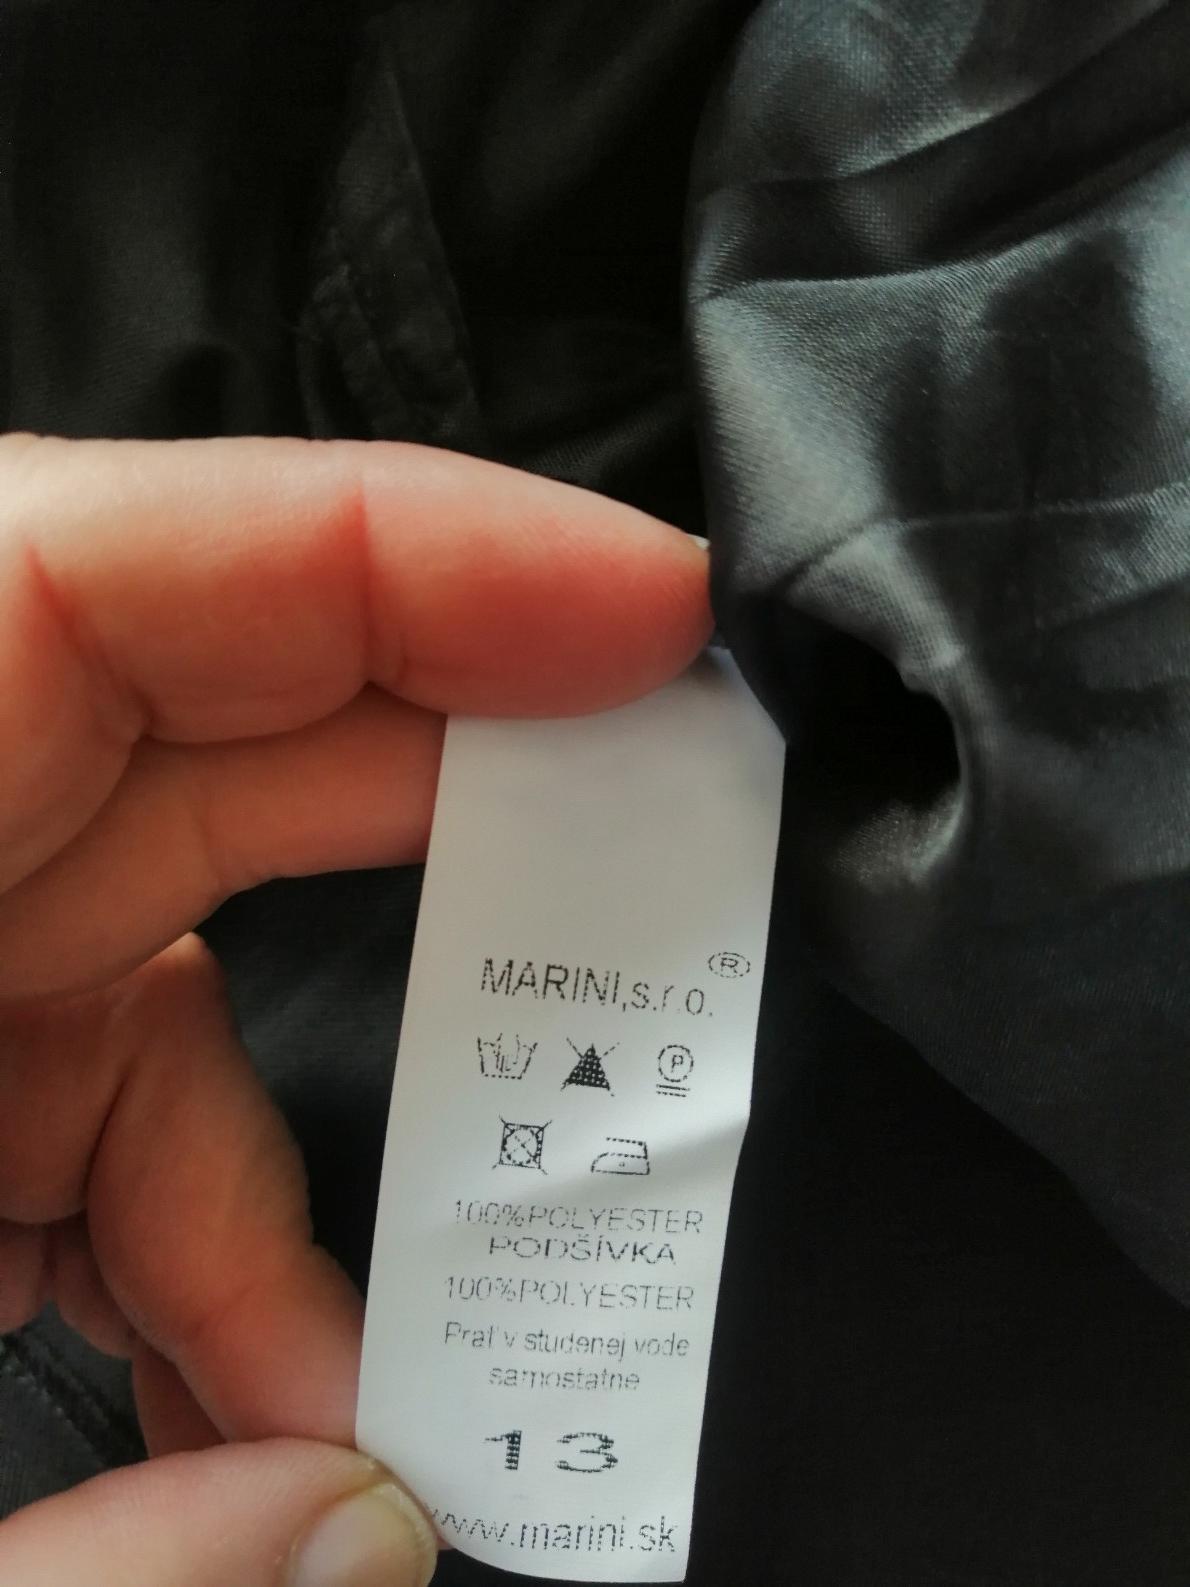 MARINI,s.r.o.®
P
100%POLYESTER
PODŠÍVKA
100%POLYESTER
Prať v studenej vode
samostatne
13
www.marini.sk